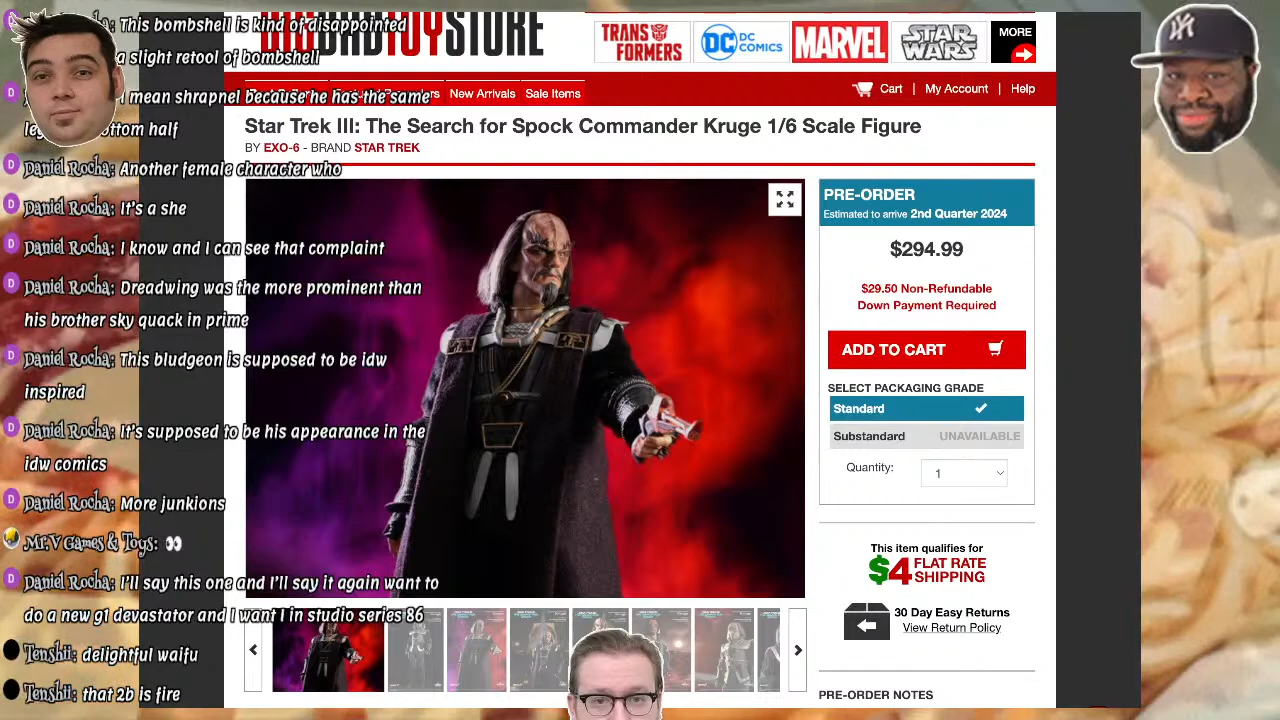 This bombshell is kind of disappointed
a slight retool of bombshell
I mean shrapnel because he has the same
bottom half
Daniel Rocha: Another female character who
Daniel Rocha: It's a she
Daniel Rocha: I know and I can see that complaint
Daniel Rocha: Dreadwing was the more prominent than
his brother sky quack in prime
Daniel Rocha: This bludgeon is supposed to be idw
inspired
Daniel Rocha: It's supposed to be his appearance in the
idw comics
Daniel Rocha: More junkions
Mr.V Games & Toys: 👀
Daniel Rocha: I'll say this one and I'll say it again want to
do a new g1 devastator and I want 1 in studio series 86
Tenshii: delightful waifu
Tenshii: that 2b is fire
BIGBADTOYSTORE
TRANSFORMERS
DC
DC COMICS
MARVEL
STAR WARS
MORE
New Arrivals
Sale Items
Cart | My Account | Help
Star Trek III: The Search for Spock Commander Kruge 1/6 Scale Figure
BY EXO-6 - BRAND STAR TREK
PRE-ORDER
Estimated to arrive 2nd Quarter 2024
$294.99
$29.50 Non-Refundable
Down Payment Required
ADD TO CART
SELECT PACKAGING GRADE
Standard
Substandard UNAVAILABLE
Quantity: 1
This item qualifies for
$4 FLAT RATE
SHIPPING
30 Day Easy Returns
View Return Policy
PRE-ORDER NOTES